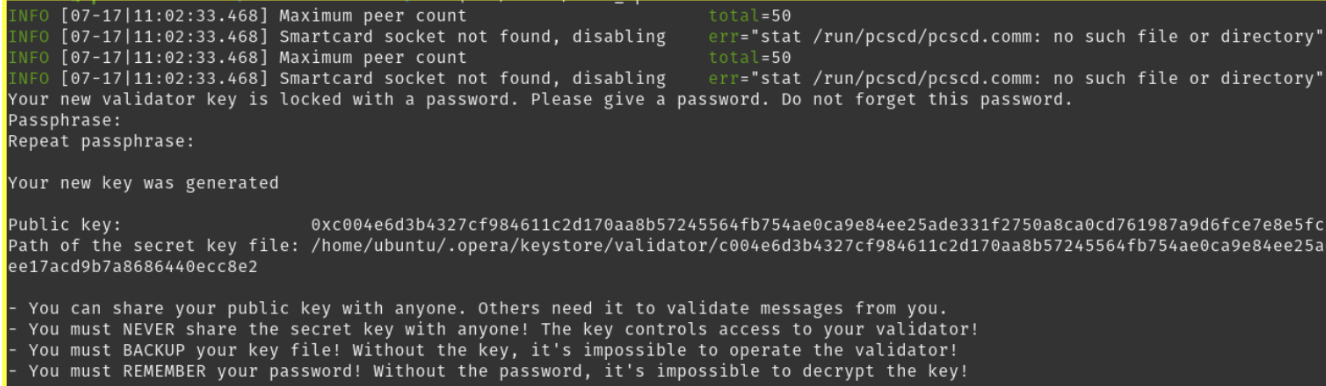 INFO [07-17|11:02:33.468] Maximum peer count                       total=50
INFO [07-17|11:02:33.468] Smartcard socket not found, disabling    err="stat /run/pcscd/pcscd.comm: no such file or directory"
INFO [07-17|11:02:33.468] Maximum peer count                       total=50
INFO [07-17|11:02:33.468] Smartcard socket not found, disabling    err="stat /run/pcscd/pcscd.comm: no such file or directory"
Your new validator key is locked with a password. Please give a password. Do not forget this password.
Passphrase:
Repeat passphrase:
Your new key was generated
Public key:                  0xc004e6d3b4327cf984611c2d170aa8b57245564fb754ae0ca9e84ee25ade331f2750a8ca0cd761987a9d6fce7e8e5fc
Path of the secret key file: /home/ubuntu/.opera/keystore/validator/c004e6d3b4327cf984611c2d170aa8b57245564fb754ae0ca9e84ee25a
ee17acd9b7a8686440ecc8e2
- You can share your public key with anyone. Others need it to validate messages from you.
- You must NEVER share the secret key with anyone! The key controls access to your validator!
- You must BACKUP your key file! Without the key, it's impossible to operate the validator!
- You must REMEMBER your password! Without the password, it's impossible to decrypt the key!